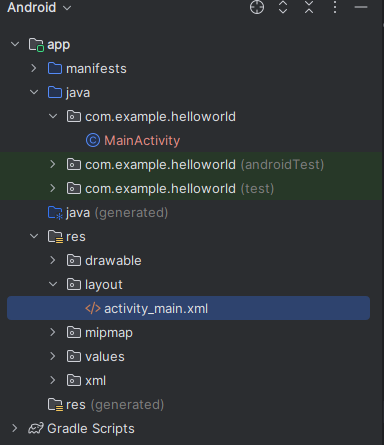 Android
app
manifests
java
com.example.helloworld
MainActivity
com.example.helloworld (androidTest)
com.example.helloworld (test)
java (generated)
res
drawable
layout
activity_main.xml
mipmap
values
xml
res (generated)
Gradle Scripts